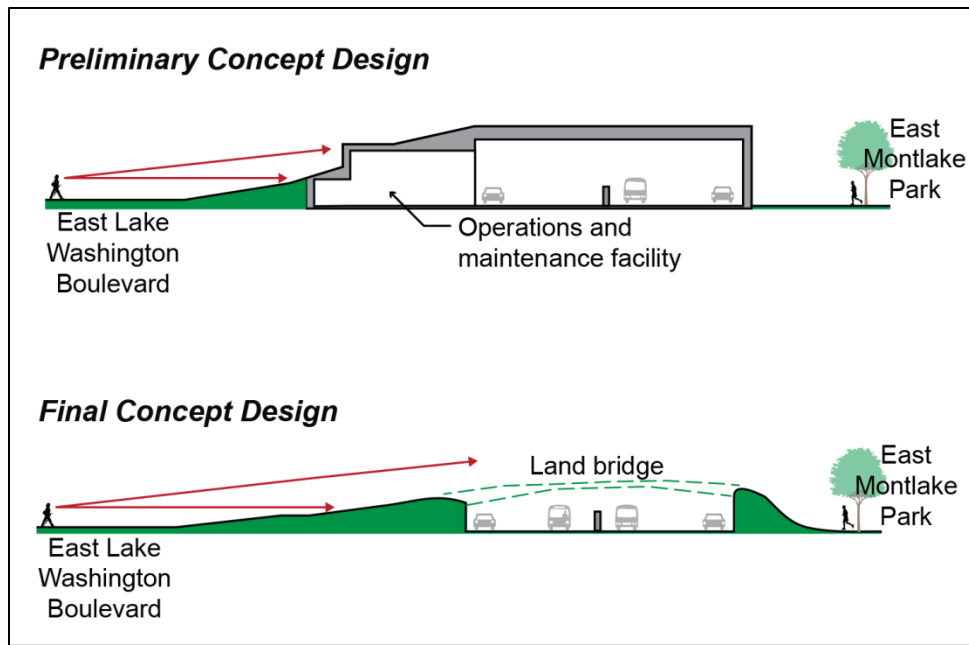 Preliminary Concept Design
East
Montlake
Park
East Lake
Washington
Boulevard
Operations and
maintenance facility
Final Concept Design
Land bridge
East
Montlake
Park
East Lake
Washington
Boulevard